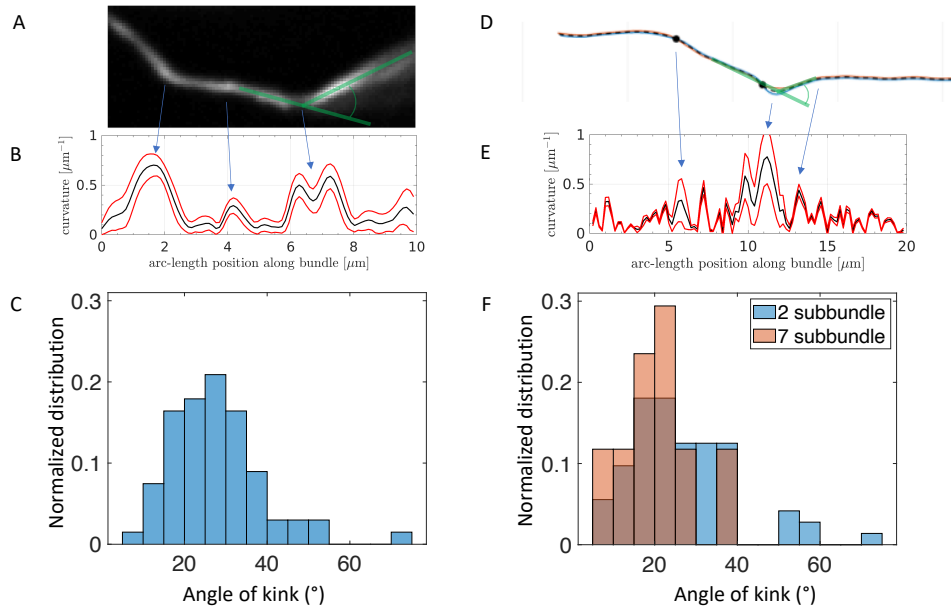 A
D
B
curvature [μm⁻¹]
1
0.5
0
0 2 4 6 8 10
arc-length position along bundle [μm]
E
curvature [μm⁻¹]
1
0.5
0
0 5 10 15 20
arc-length position along bundle [μm]
C
Normalized distribution
0.3
0.2
0.1
0
20 40 60
Angle of kink (°)
F
Normalized distribution
0.3
0.2
0.1
0
2 subbundle
7 subbundle
20 40 60
Angle of kink (°)